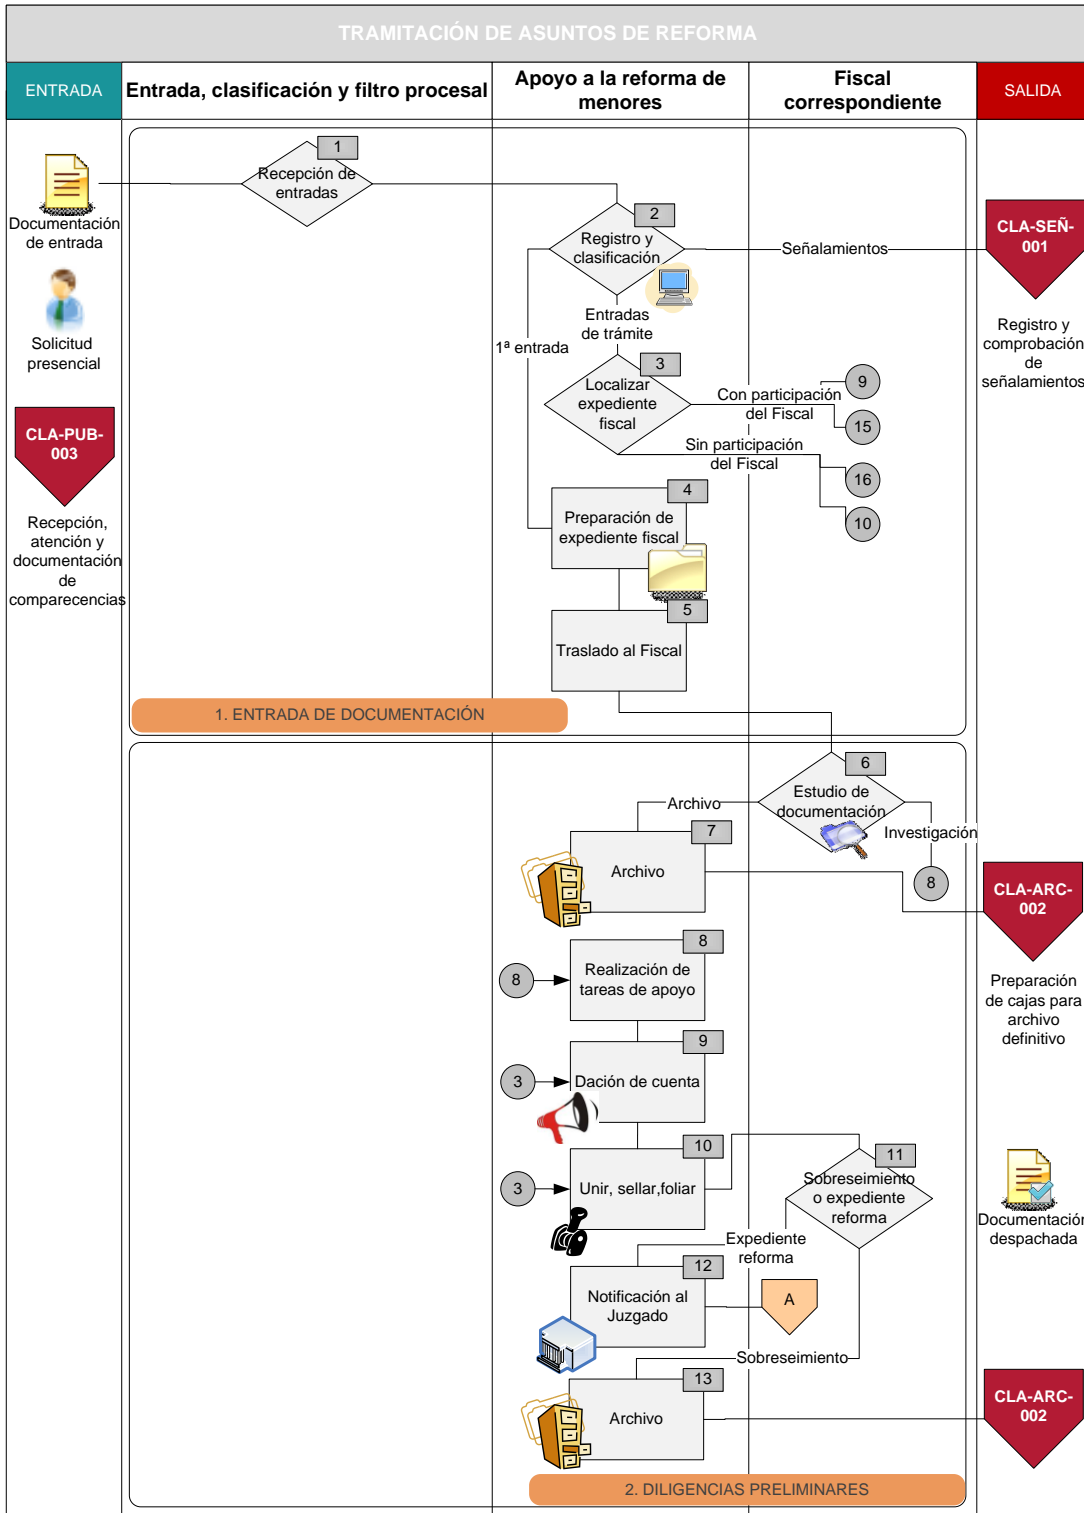 TRAMITACIÓN DE ASUNTOS DE REFORMA
ENTRADA
Entrada, clasificación y filtro procesal
Apoyo a la reforma de
menores
Fiscal
correspondiente
SALIDA
1
Recepción de
entradas
Documentación
de entrada
Solicitud
presencial
CLA-PUB-
003
Recepción,
atención y
documentación
de
comparecencias
2
Registro y
clasificación
Señalamientos
CLA-SEÑ-
001
Registro y
comprobación
de
señalamientos
Entradas
de trámite
1ª entrada
3
Localizar
expediente
fiscal
Con participación
del Fiscal
9
15
Sin participación
del Fiscal
16
10
4
Preparación de
expediente fiscal
5
Traslado al Fiscal
1. ENTRADA DE DOCUMENTACIÓN
6
Estudio de
documentación
Archivo
Investigación
8
7
Archivo
CLA-ARC-
002
Preparación
de cajas para
archivo
definitivo
8
8
Realización de
tareas de apoyo
9
3
Dación de cuenta
10
3
Unir, sellar,foliar
11
Sobreseimiento
o expediente
reforma
Documentación
despachada
Expediente
reforma
12
Notificación al
Juzgado
A
Sobreseimiento
13
Archivo
CLA-ARC-
002
2. DILIGENCIAS PRELIMINARES